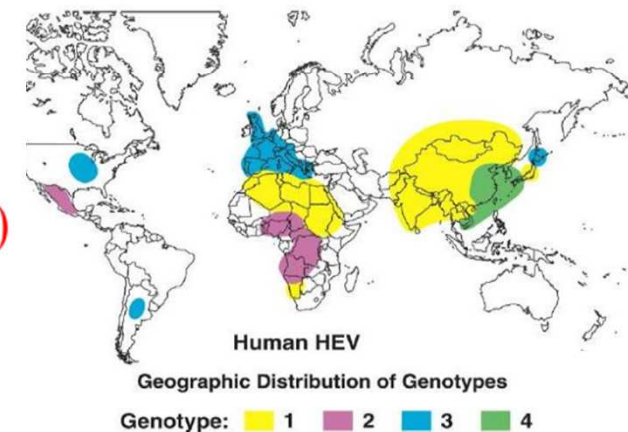 )
Human HEV
Geographic Distribution of Genotypes
Genotype: 1 2 3 4